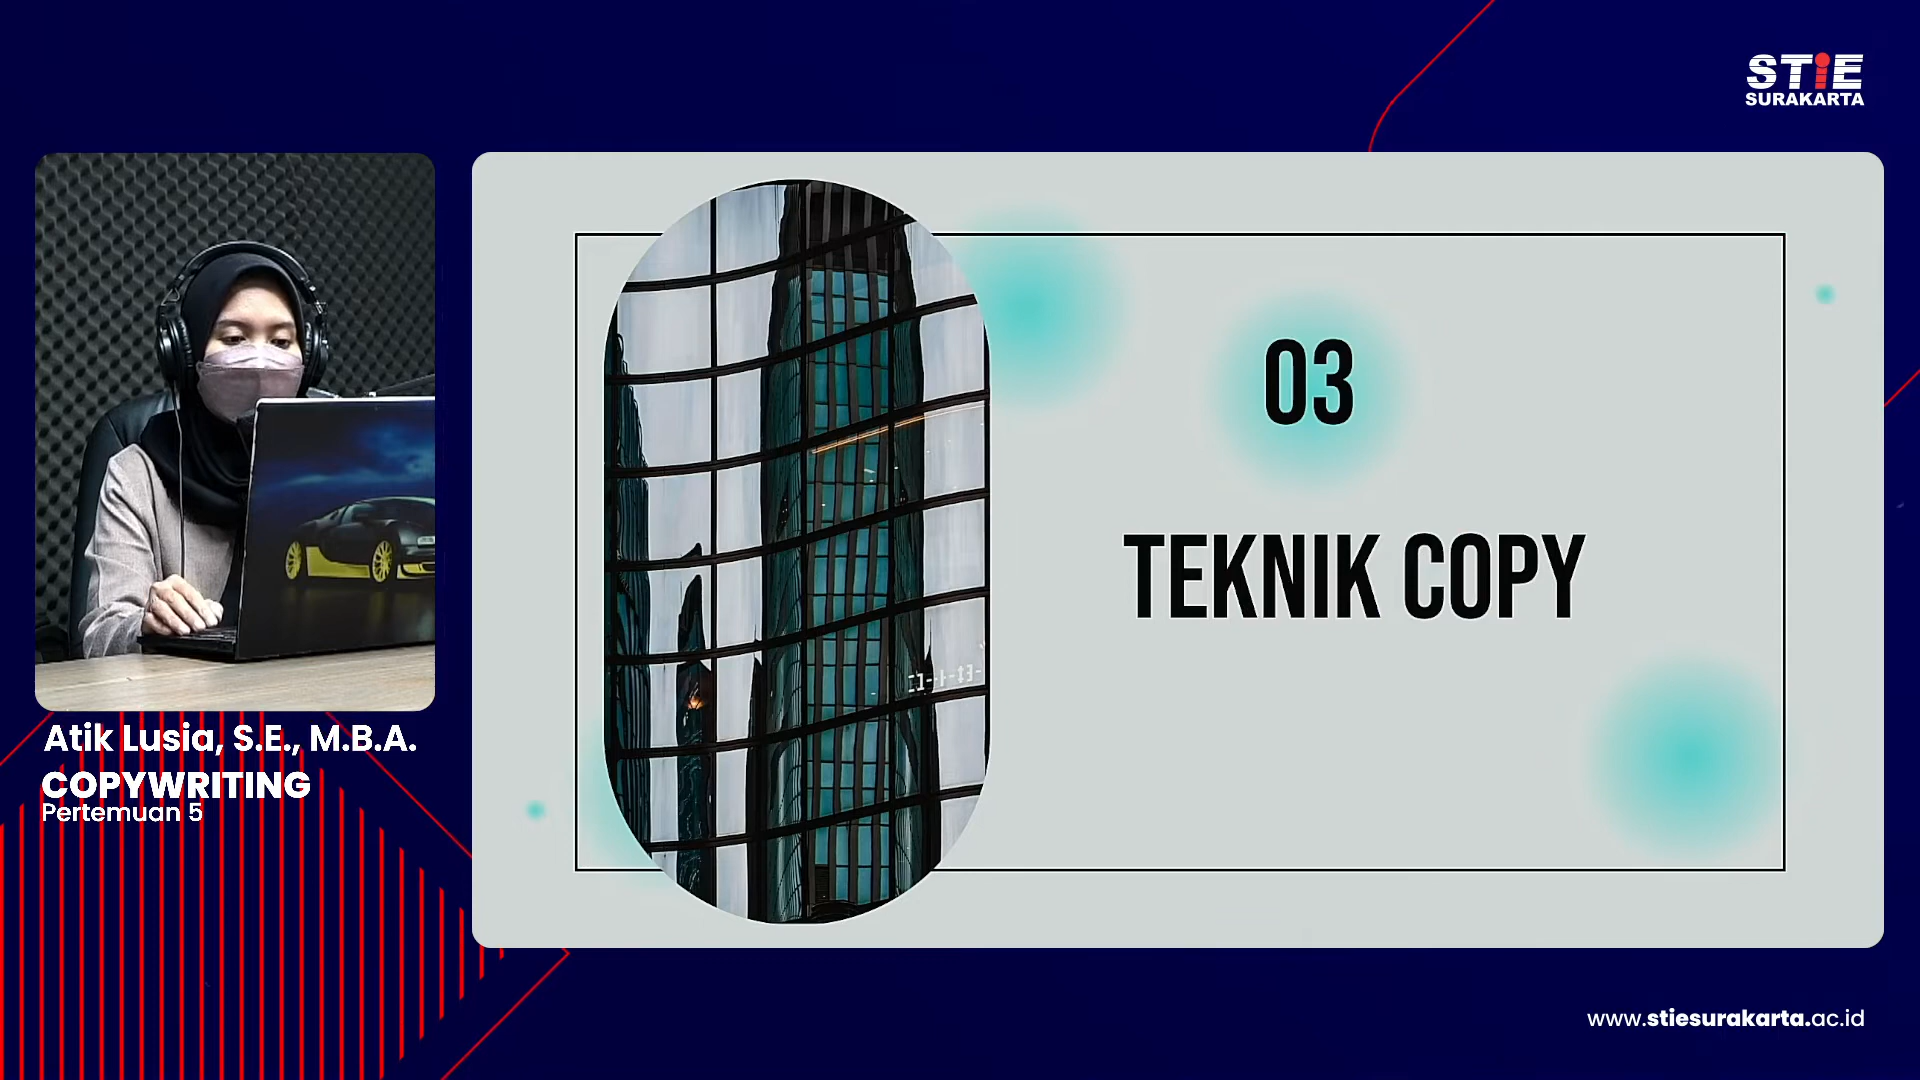 STiE
SURAKARTA
03
TEKNIK COPY
Atik Lusia, S.E., M.B.A.
COPYWRITING
Pertemuan 5
www.stiesurakarta.ac.id